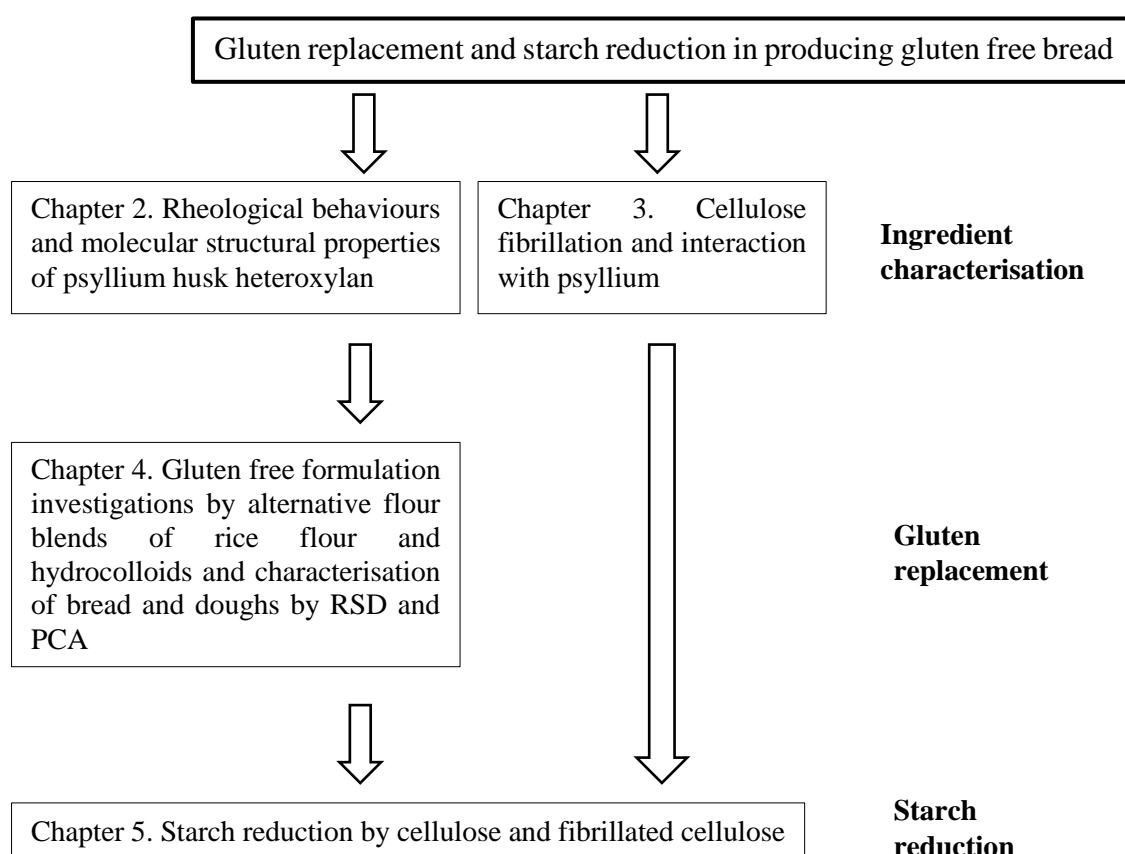 Gluten replacement and starch reduction in producing gluten free bread
Chapter 2. Rheological behaviours
and molecular structural properties
of psyllium husk heteroxylan
Chapter 3. Cellulose
fibrillation and interaction
with psyllium
Ingredient
characterisation
Chapter 4. Gluten free formulation
investigations by alternative flour
blends of rice flour and
hydrocolloids and characterisation
of bread and doughs by RSD and
PCA
Gluten
replacement
Chapter 5. Starch reduction by cellulose and fibrillated cellulose
Starch
reduction